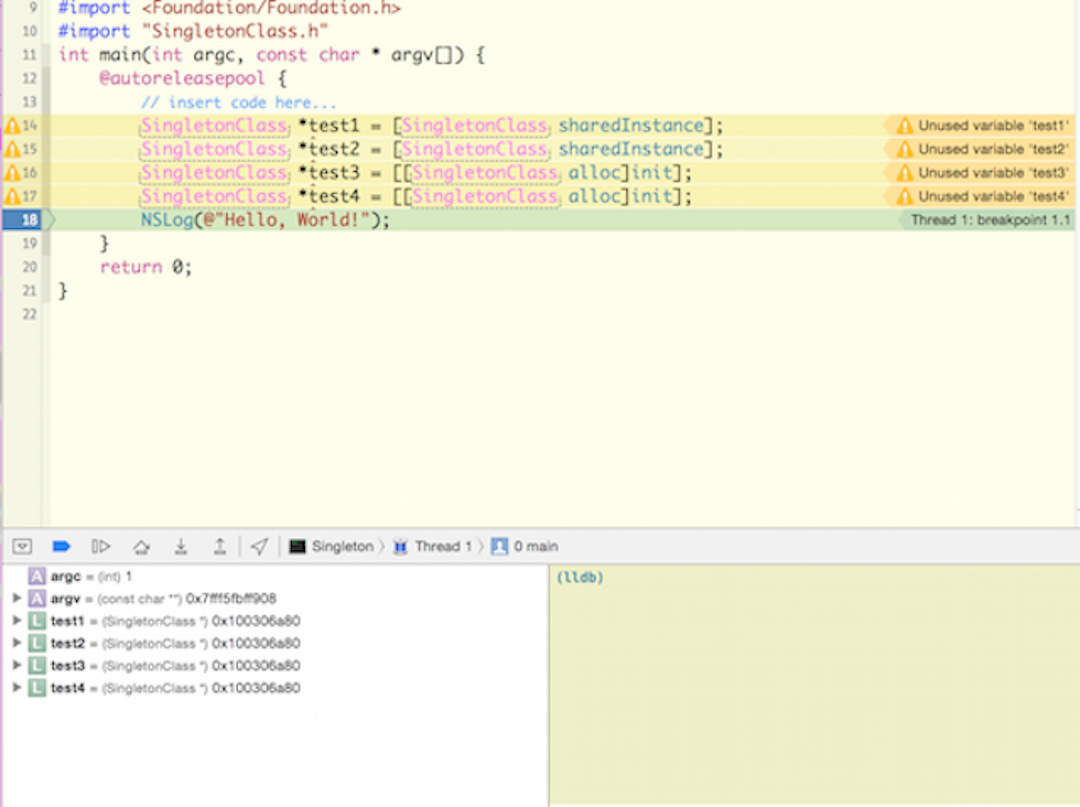 9 #import <Foundation/Foundation.h>
10 #import "SingletonClass.h"
11 int main(int argc, const char * argv[]) {
12 @autoreleasepool {
13 // insert code here...
14 SingletonClass *test1 = [SingletonClass sharedInstance]; Unused variable 'test1'
15 SingletonClass *test2 = [SingletonClass sharedInstance]; Unused variable 'test2'
16 SingletonClass *test3 = [[SingletonClass alloc]init]; Unused variable 'test3'
17 SingletonClass *test4 = [[SingletonClass alloc]init]; Unused variable 'test4'
18 NSLog(@"Hello, World!"); Thread 1: breakpoint 1.1
19 }
20 return 0;
21 }
22
Singleton Thread 1 0 main
A argc = (int) 1
A argv = (const char **) 0x7fff5fbff908
L test1 = (SingletonClass *) 0x100306a80
L test2 = (SingletonClass *) 0x100306a80
L test3 = (SingletonClass *) 0x100306a80
L test4 = (SingletonClass *) 0x100306a80
(lldb)